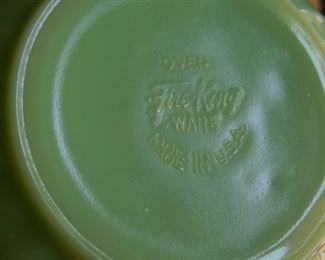 OVEN
Fire-King
WARE
MADE IN U.S.A.